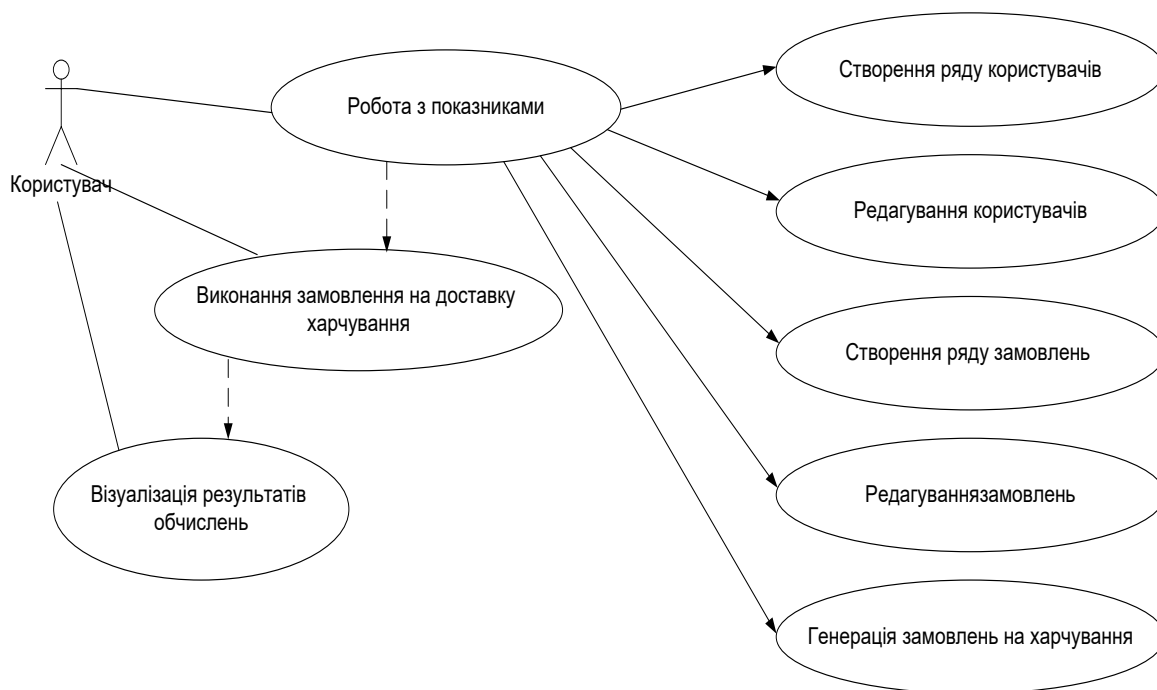 Створення ряду користувачів
Робота з показниками
Користувач
Редагування користувачів
Виконання замовлення на доставку
харчування
Створення ряду замовлень
Візуалізація результатів
обчислень
Редагуваннязамовлень
Генерація замовлень на харчування